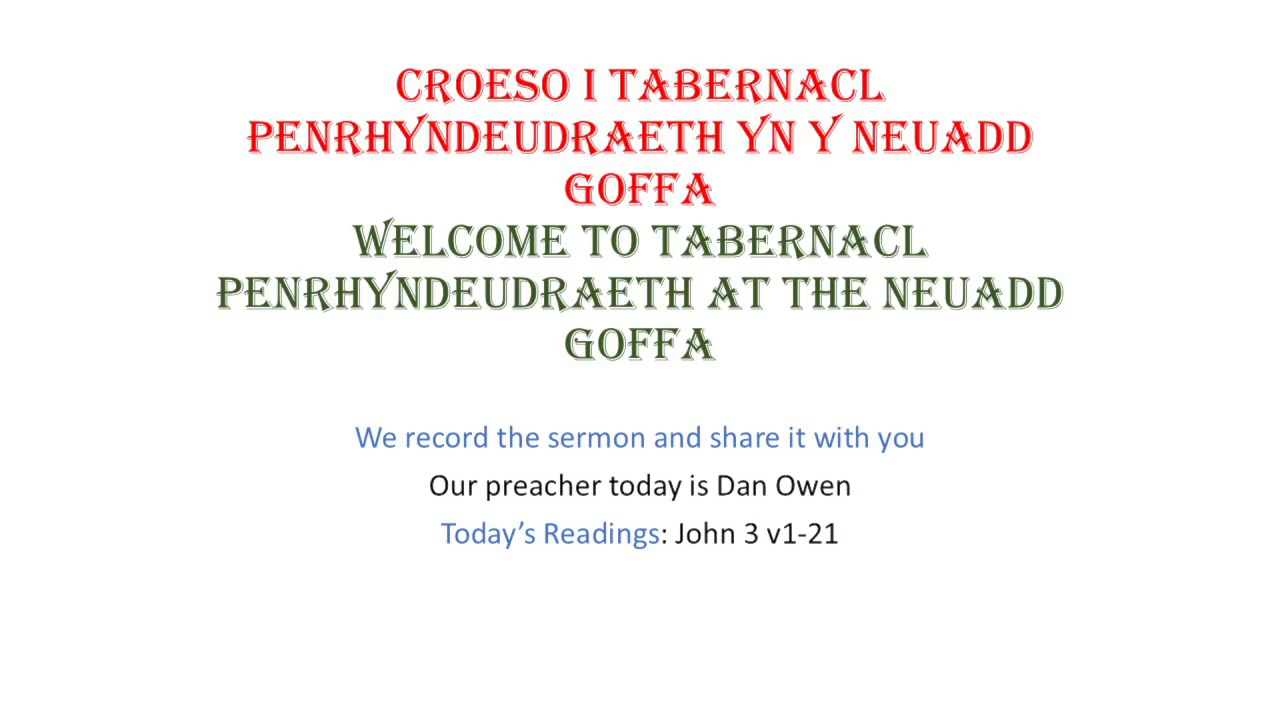 CROESO I TABERNACL
PENRHYNDEUDRAETH YN Y NEUADD
GOFFA
WELCOME TO TABERNACL
PENRHYNDEUDRAETH AT THE NEUADD
GOFFA
We record the sermon and share it with you
Our preacher today is Dan Owen
Today’s Readings: John 3 v1-21